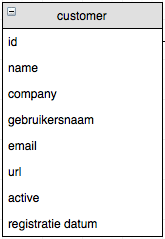 customer
id
name
company
gebruikersnaam
email
url
active
registratie datum